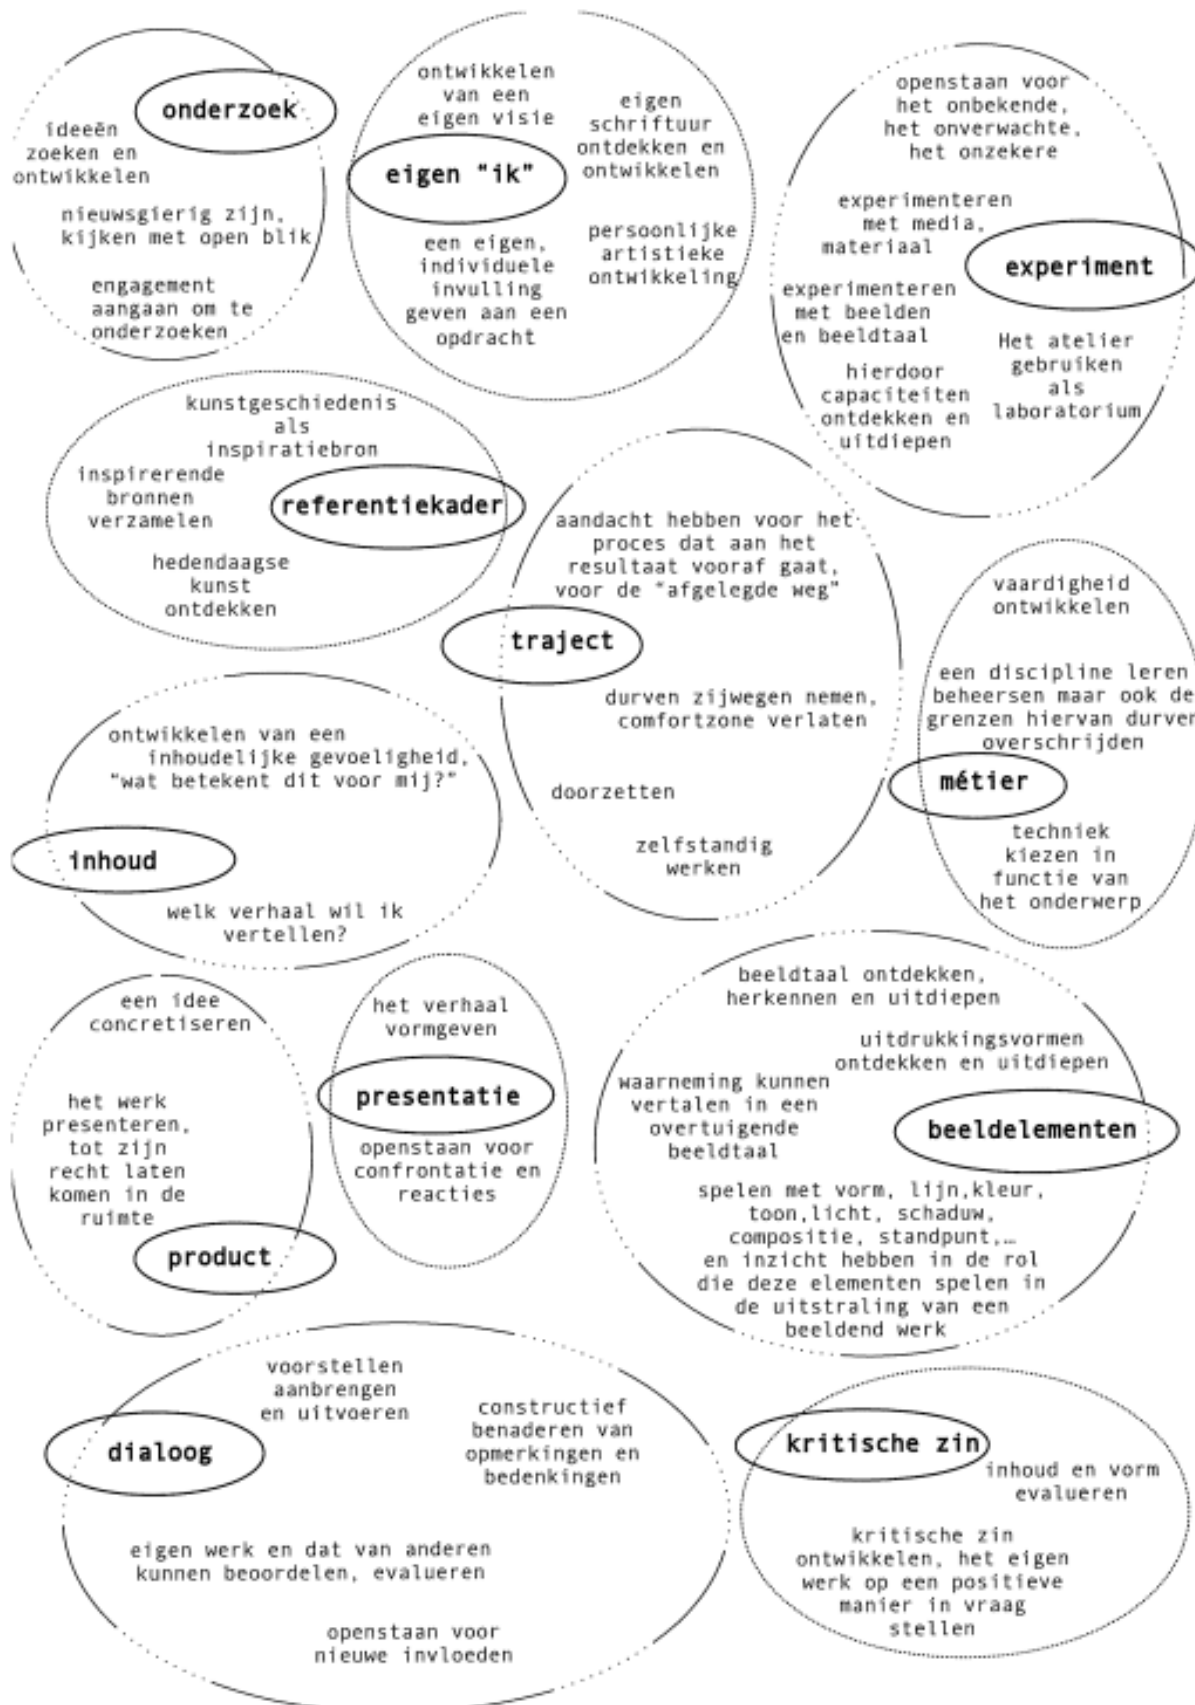 onderzoek
ideeën
zoeken en
ontwikkelen
nieuwsgierig zijn,
kijken met open blik
engagement
aangaan om te
onderzoeken
ontwikkelen
van een
eigen visie
eigen
schriftuur
ontdekken en
ontwikkelen
eigen "ik"
een eigen,
individuele
invulling
geven aan een
opdracht
persoonlijke
artistieke
ontwikkeling
openstaan voor
het onbekende,
het onverwachte,
het onzekere
experimenteren
met media,
materiaal
experiment
experimenteren
met beelden
en beeldtaal
Het atelier
gebruiken
als
laboratorium
hierdoor
capaciteiten
ontdekken en
uitdiepen
kunstgeschiedenis
als
inspiratiebron
inspirerende
bronnen
verzamelen
referentiekader
hedendaagse
kunst
ontdekken
aandacht hebben voor het
proces dat aan het
resultaat vooraf gaat,
voor de "afgelegde weg"
traject
durven zijwegen nemen,
comfortzone verlaten
doorzetten
zelfstandig
werken
vaardigheid
ontwikkelen
een discipline leren
beheersen maar ook de
grenzen hiervan durven
overschrijden
métier
techniek
kiezen in
functie van
het onderwerp
ontwikkelen van een
inhoudelijke gevoeligheid,
"wat betekent dit voor mij?"
inhoud
welk verhaal wil ik
vertellen?
een idee
concretiseren
het werk
presenteren,
tot zijn
recht laten
komen in de
ruimte
product
het verhaal
vormgeven
presentatie
openstaan voor
confrontatie en
reacties
beeldtaal ontdekken,
herkennen en uitdiepen
uitdrukkingsvormen
ontdekken en uitdiepen
waarneming kunnen
vertalen in een
overtuigende
beeldtaal
beeldelementen
spelen met vorm, lijn,kleur,
toon,licht, schaduw,
compositie, standpunt,…
en inzicht hebben in de rol
die deze elementen spelen in
de uitstraling van een
beeldend werk
voorstellen
aanbrengen
en uitvoeren
dialoog
constructief
benaderen van
opmerkingen en
bedenkingen
eigen werk en dat van anderen
kunnen beoordelen, evalueren
openstaan voor
nieuwe invloeden
kritische zin
inhoud en vorm
evalueren
kritische zin
ontwikkelen, het eigen
werk op een positieve
manier in vraag
stellen